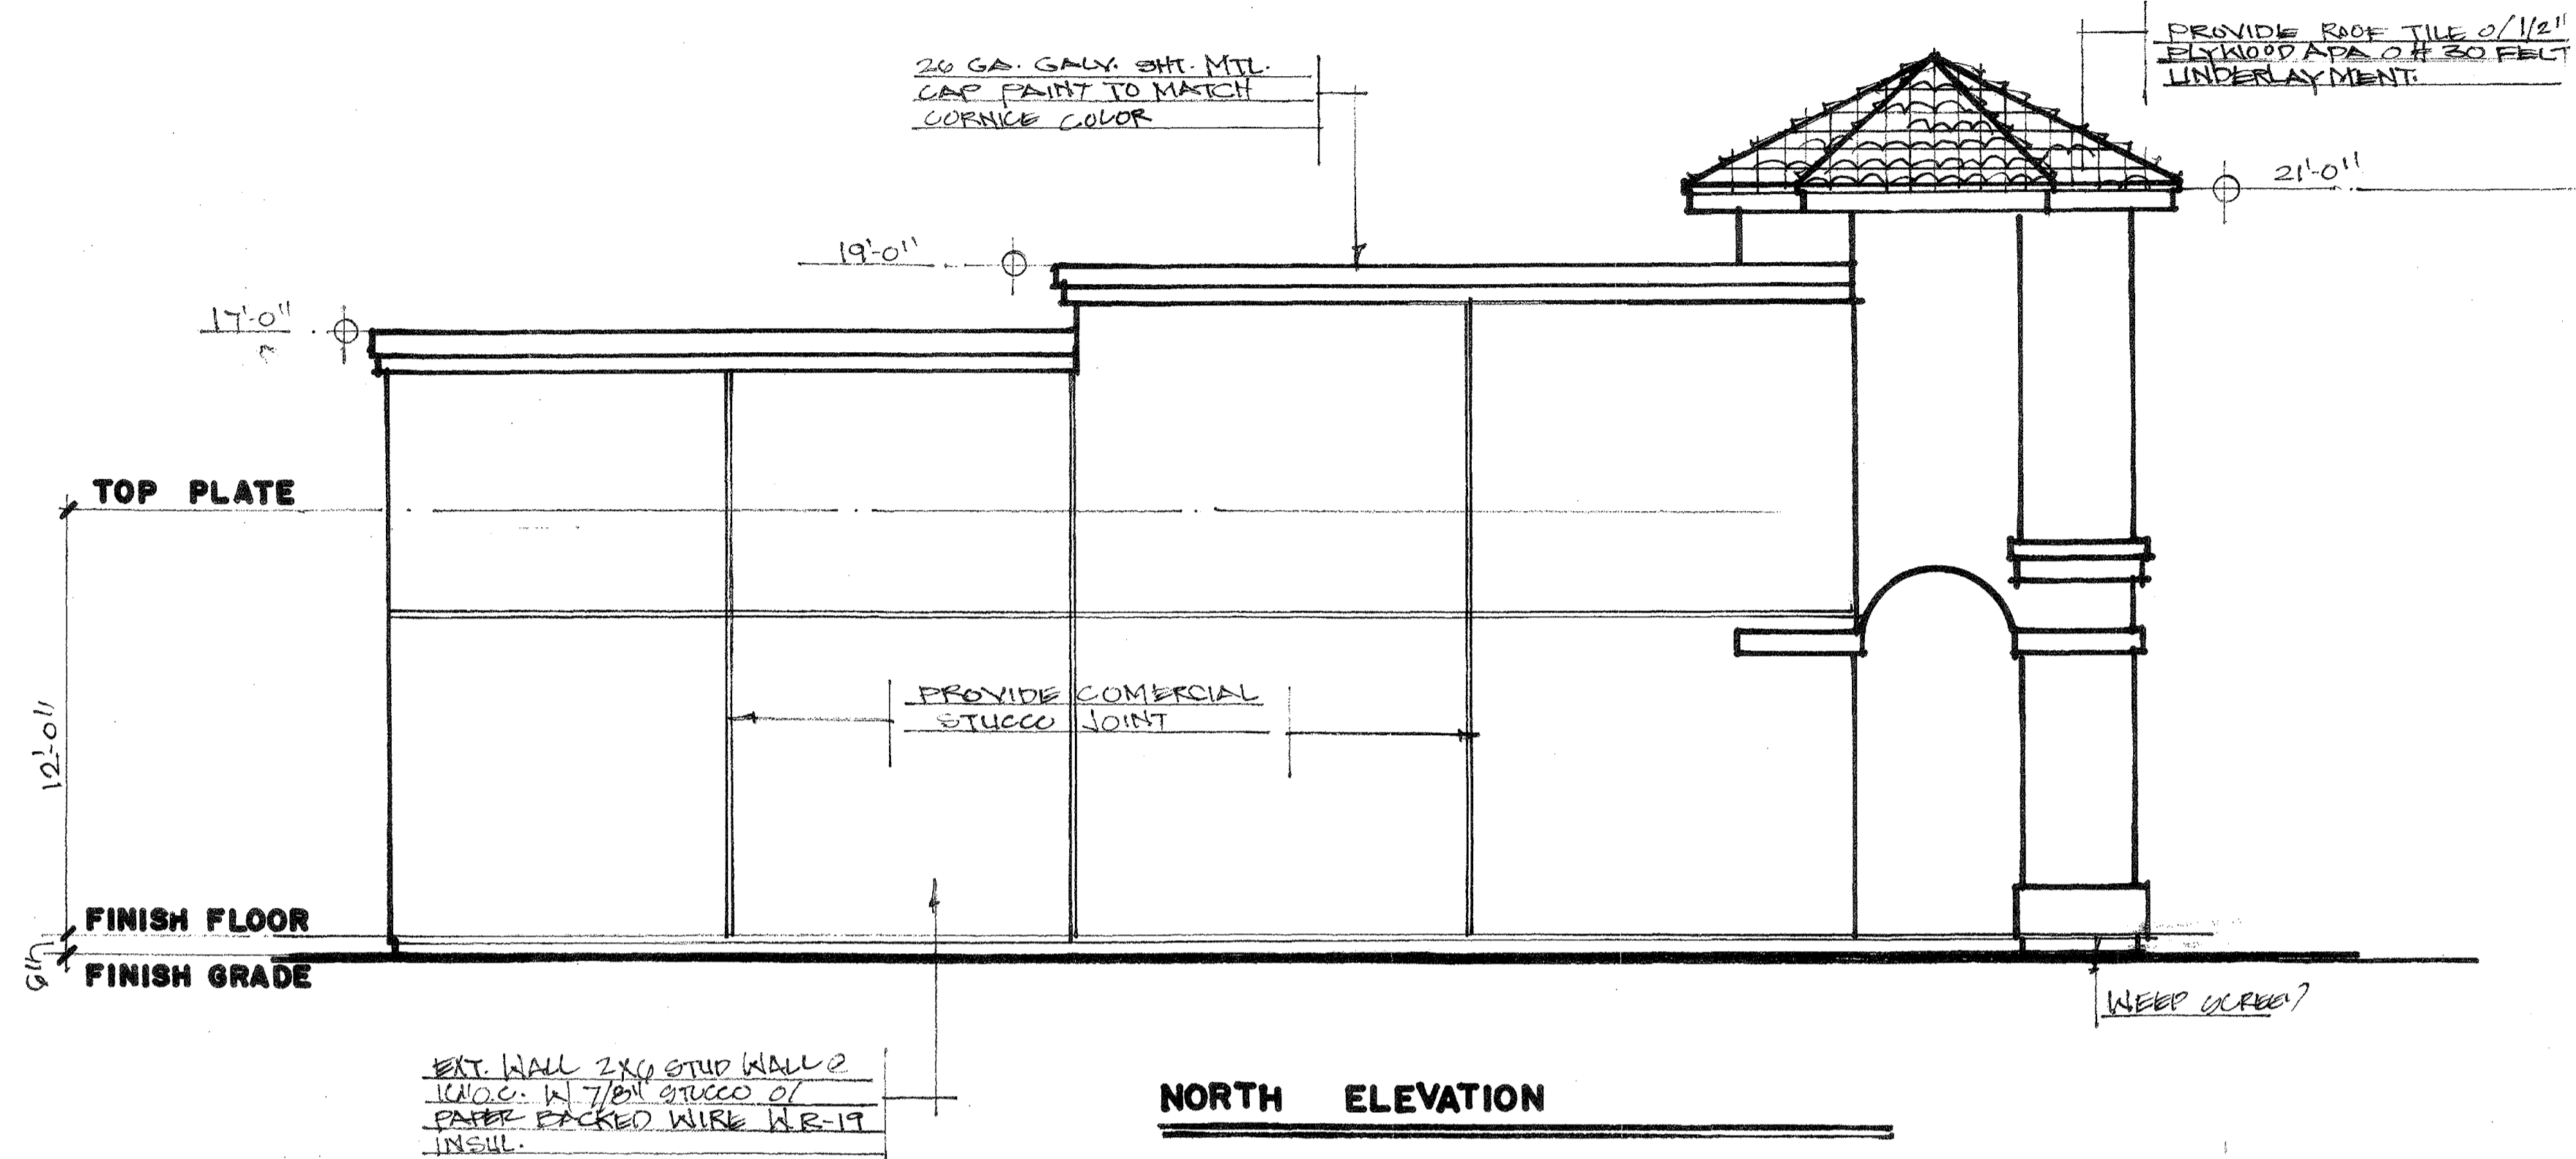 PROVIDE ROOF TILE O/1/2"
PLYWOOD APA O # 30 FELT
UNDERLAYMENT.
26 GA. GALV. SHT. MTL.
CAP PAINT TO MATCH
CORNICE COLOR
21'-0"
19'-0"
17'-0"
TOP PLATE
PROVIDE COMERCIAL
STUCCO JOINT
12'-0"
FINISH FLOOR
6"
FINISH GRADE
WEEP SCREEN
EXT. WALL 2X6 STUD WALL @
16"O.C. W/ 7/8" STUCCO O/
PAPER BACKED WIRE W R-19
INSUL.
NORTH ELEVATION